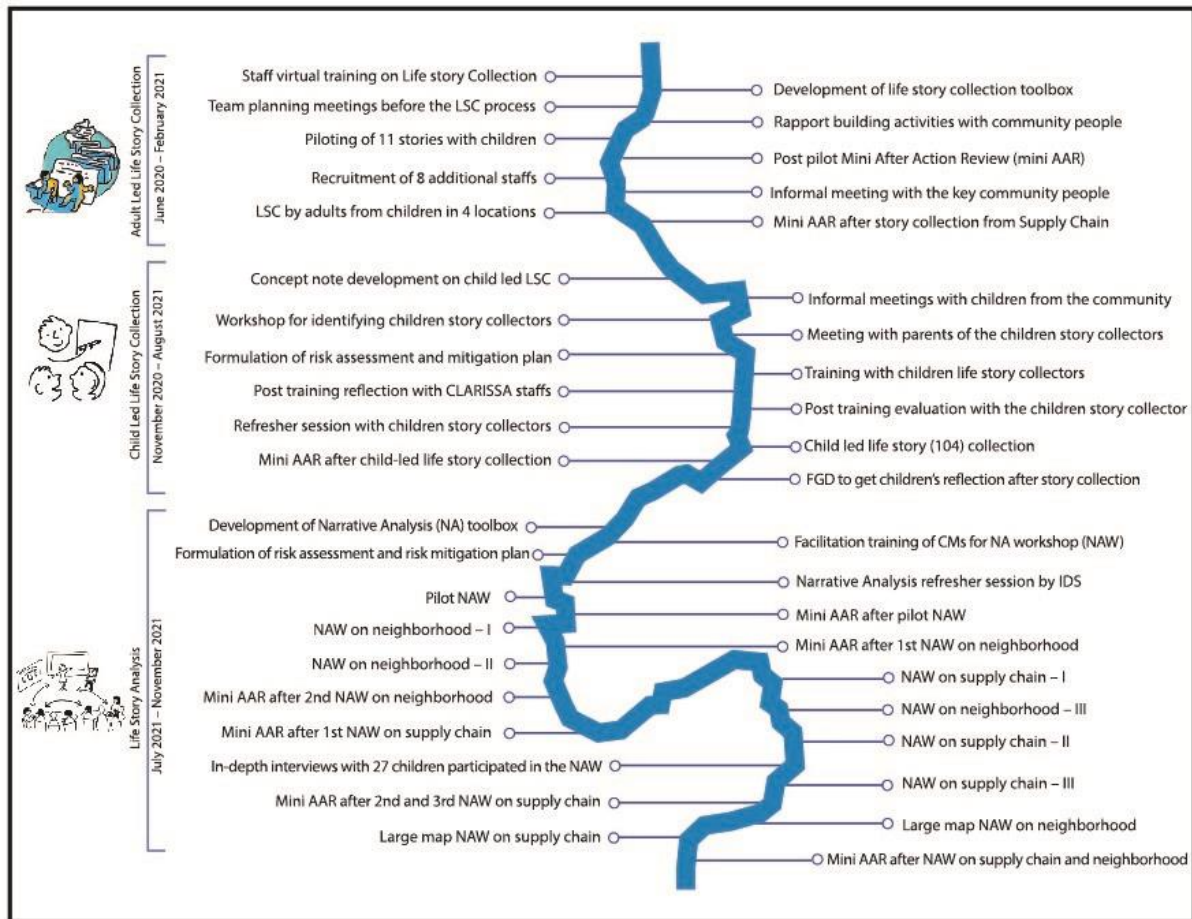 Adult Led Life Story Collection
June 2020 – February 2021
Staff virtual training on Life story Collection
Development of life story collection toolbox
Team planning meetings before the LSC process
Rapport building activities with community people
Piloting of 11 stories with children
Post pilot Mini After Action Review (mini AAR)
Recruitment of 8 additional staffs
Informal meeting with the key community people
LSC by adults from children in 4 locations
Mini AAR after story collection from Supply Chain
Child Led Life Story Collection
November 2020 – August 2021
Concept note development on child led LSC
Informal meetings with children from the community
Workshop for identifying children story collectors
Meeting with parents of the children story collectors
Formulation of risk assessment and mitigation plan
Training with children life story collectors
Post training reflection with CLARISSA staffs
Post training evaluation with the children story collector
Refresher session with children story collectors
Child led life story (104) collection
Mini AAR after child-led life story collection
FGD to get children's reflection after story collection
Life Story Analysis
July 2021 – November 2021
Development of Narrative Analysis (NA) toolbox
Facilitation training of CMs for NA workshop (NAW)
Formulation of risk assessment and risk mitigation plan
Narrative Analysis refresher session by IDS
Pilot NAW
Mini AAR after pilot NAW
NAW on neighborhood – I
Mini AAR after 1st NAW on neighborhood
NAW on neighborhood – II
NAW on supply chain – I
Mini AAR after 2nd NAW on neighborhood
NAW on neighborhood – III
Mini AAR after 1st NAW on supply chain
NAW on supply chain – II
In-depth interviews with 27 children participated in the NAW
NAW on supply chain – III
Mini AAR after 2nd and 3rd NAW on supply chain
Large map NAW on neighborhood
Large map NAW on supply chain
Mini AAR after NAW on supply chain and neighborhood